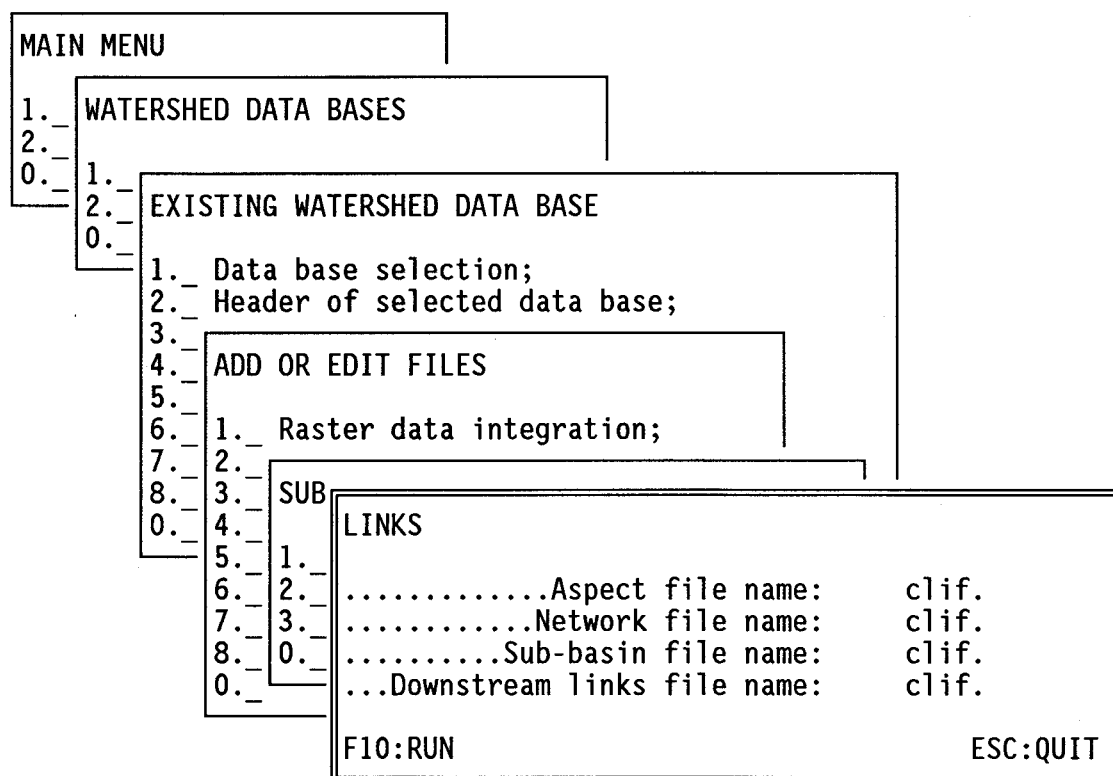 MAIN MENU
1._
2._
0._
WATERSHED DATA BASES
1._
2._
0._
EXISTING WATERSHED DATA BASE
1._ Data base selection;
2._ Header of selected data base;
3._
4._
5._
6._
7._
8._
0._
ADD OR EDIT FILES
1._ Raster data integration;
2._
3._
4._
5._
6._
7._
8._
0._
SUB
1._
2._
3._
0._
LINKS
.............Aspect file name: clif.
............Network file name: clif.
..........Sub-basin file name: clif.
...Downstream links file name: clif.
F10:RUN ESC:QUIT